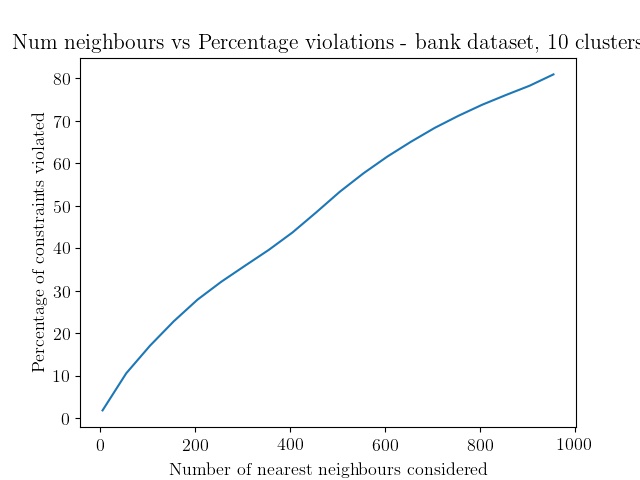 Num neighbours vs Percentage violations - bank dataset, 10 clusters
80
70
60
50
40
30
20
10
0
Percentage of constraints violated
0 200 400 600 800 1000
Number of nearest neighbours considered